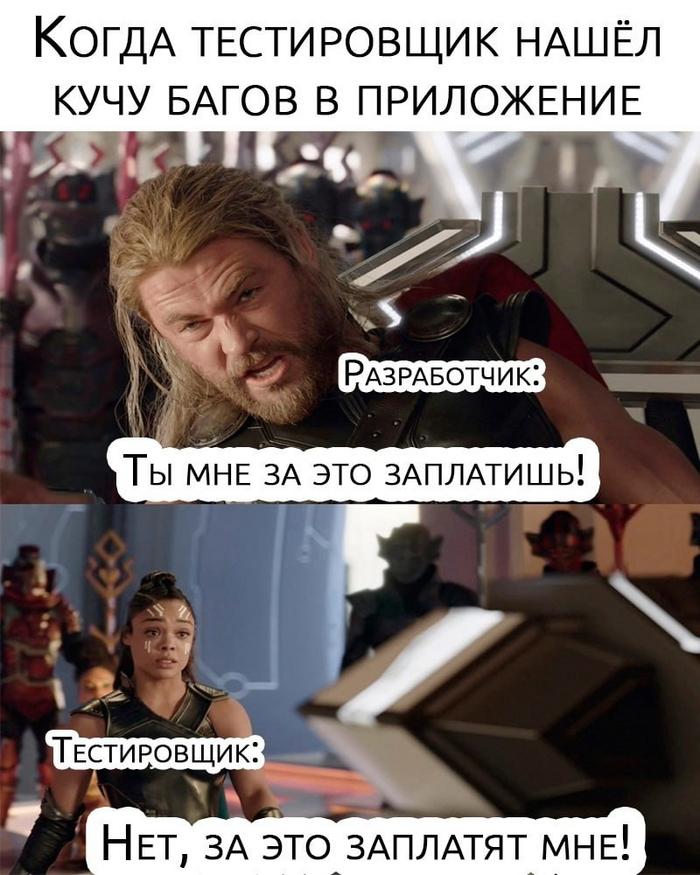 Когда тестировщик нашёл
кучу багов в приложение
Разработчик:
Ты мне за это заплатишь!
Тестировщик:
Нет, за это заплатят мне!